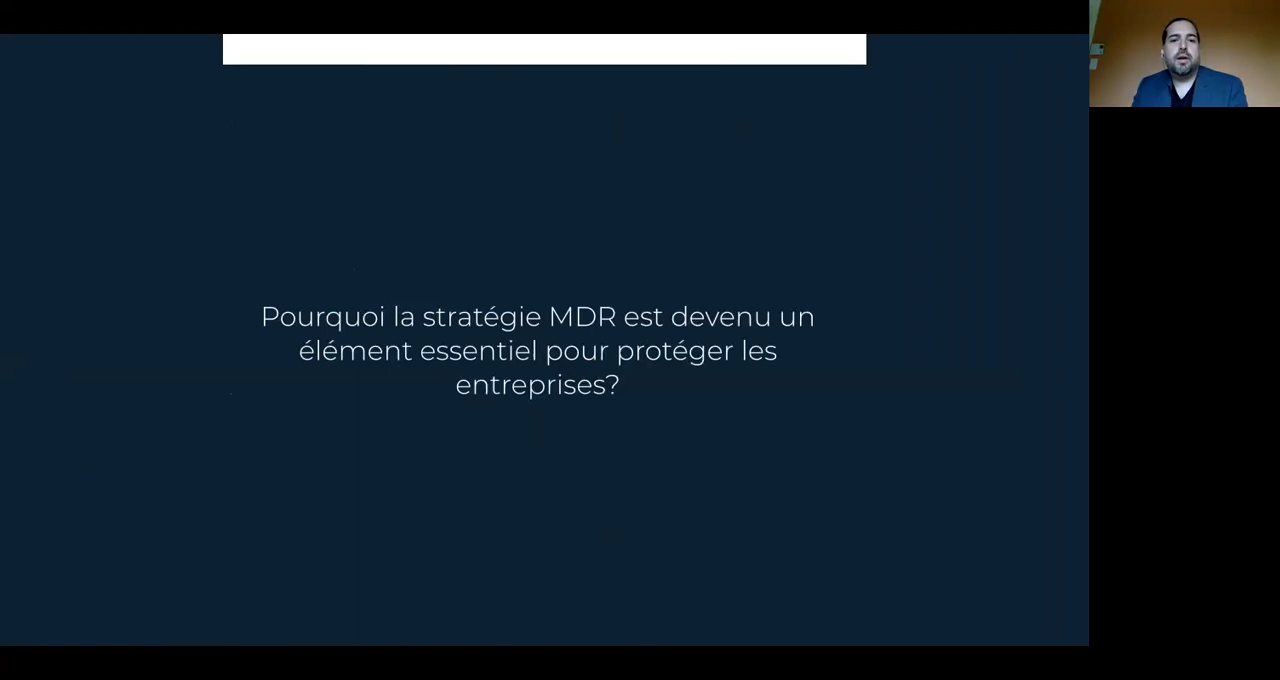 Pourquoi la stratégie MDR est devenu un
élément essentiel pour protéger les
entreprises?